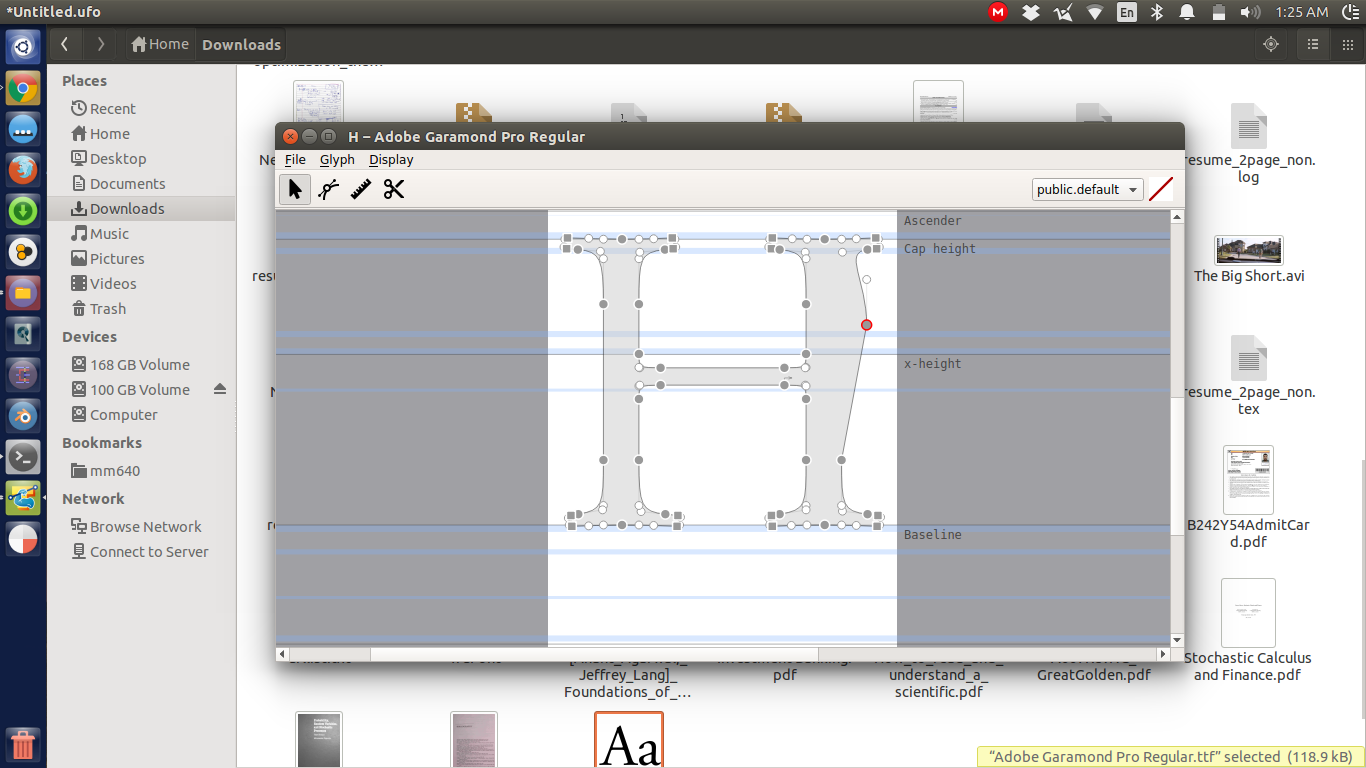 *Untitled.ufo
En
1:25 AM
Home
Downloads
Places
Recent
Home
Desktop
Documents
Downloads
Music
Pictures
Videos
Trash
Devices
168 GB Volume
100 GB Volume
Computer
Bookmarks
mm640
Network
Browse Network
Connect to Server
H – Adobe Garamond Pro Regular
File Glyph Display
public.default
Ascender
Cap height
x-height
Baseline
resume_2page_non.
log
The Big Short.avi
resume_2page_non.
tex
B242Y54AdmitCar
d.pdf
Stochastic Calculus
and Finance.pdf
Jeffrey_Lang]_
Foundations_of_...
pdf
understand_a_
scientific.pdf
GreatGolden.pdf
Aa
“Adobe Garamond Pro Regular.ttf” selected (118.9 kB)